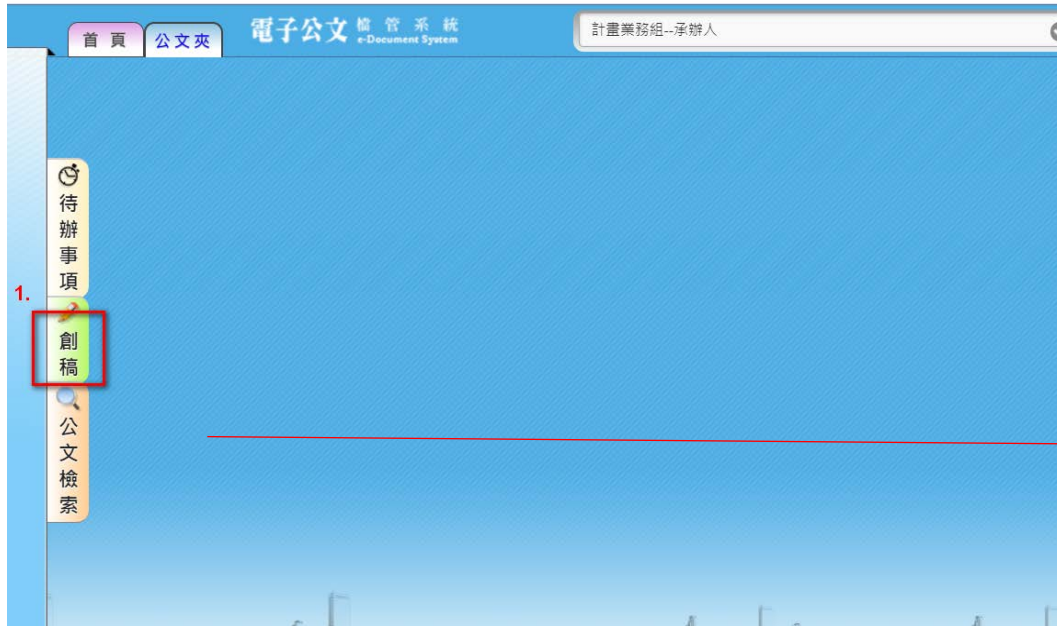 首 頁
公文夾
電子公文 檔 管 系 統
e-Document System
計畫業務組--承辦人
待辦事項
1.
創稿
公文檢索